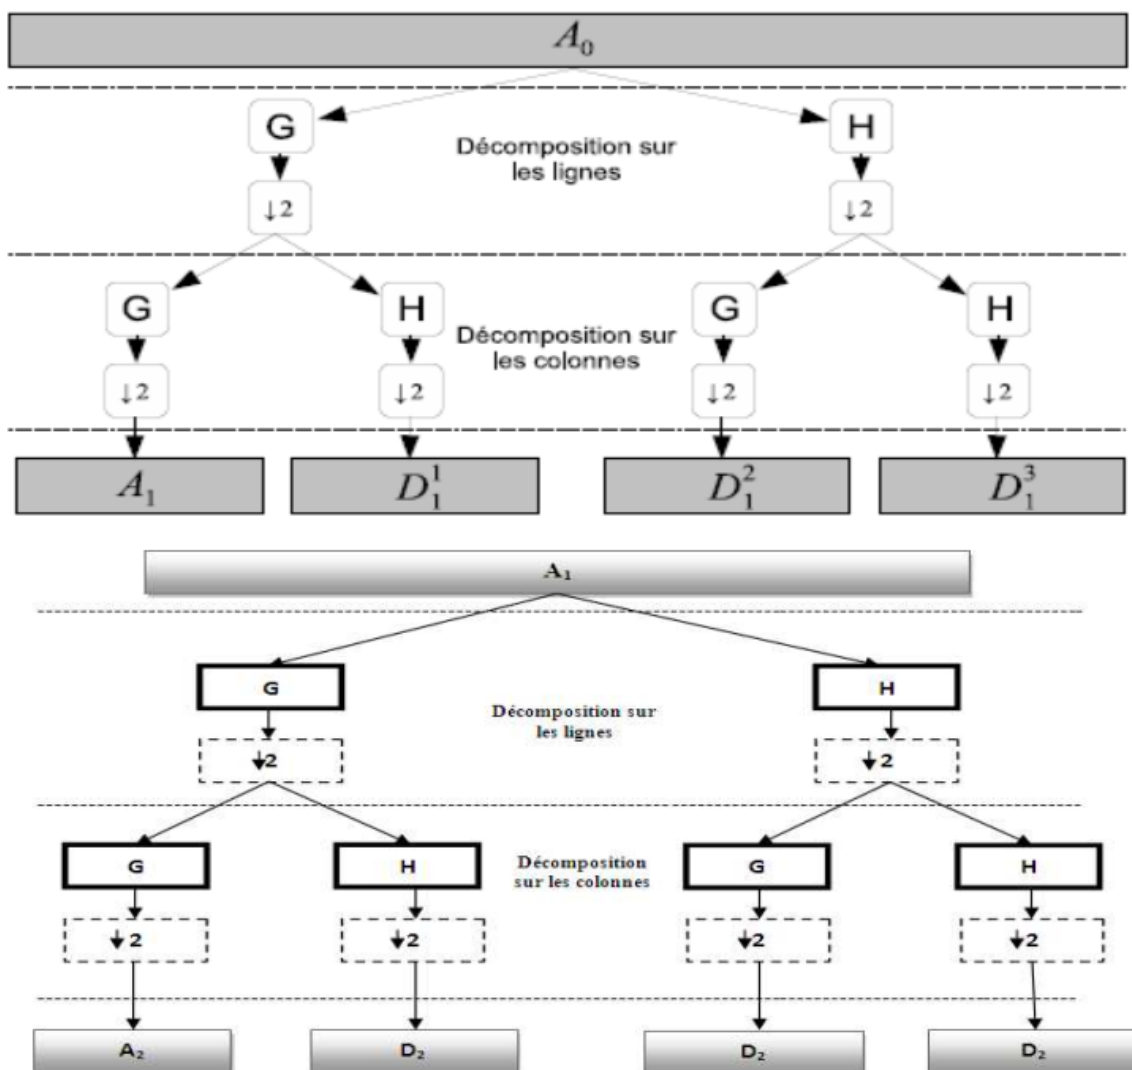 A₀
G H
Décomposition sur
les lignes
↓2 ↓2
G H G H
Décomposition sur
les colonnes
↓2 ↓2 ↓2 ↓2
A₁ D₁¹ D₁² D₁³
A₁
G H
Décomposition sur
les lignes
↓2 ↓2
G H G H
Décomposition
sur les colonnes
↓2 ↓2 ↓2 ↓2
A₂ D₂ D₂ D₂